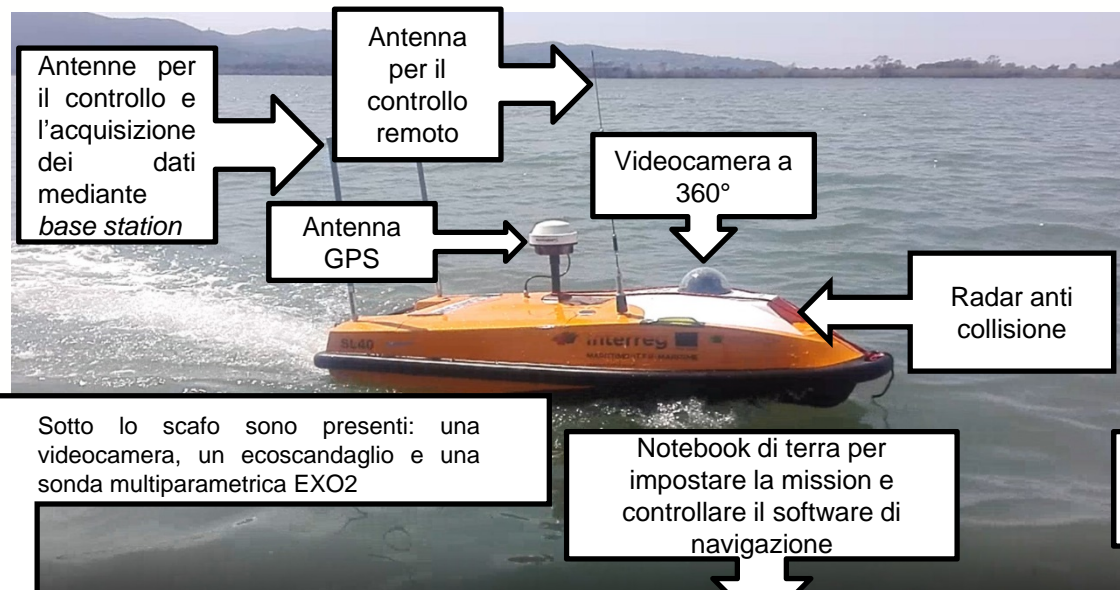 Antenne per
il controllo e
l'acquisizione
dei dati
mediante
base station
Antenna
per il
controllo
remoto
Videocamera a
360°
Antenna
GPS
Radar anti
collisione
SL40
Interreg
Sotto lo scafo sono presenti: una
videocamera, un ecoscandaglio e una
sonda multiparametrica EXO2
Notebook di terra per
impostare la mission e
controllare il software di
navigazione